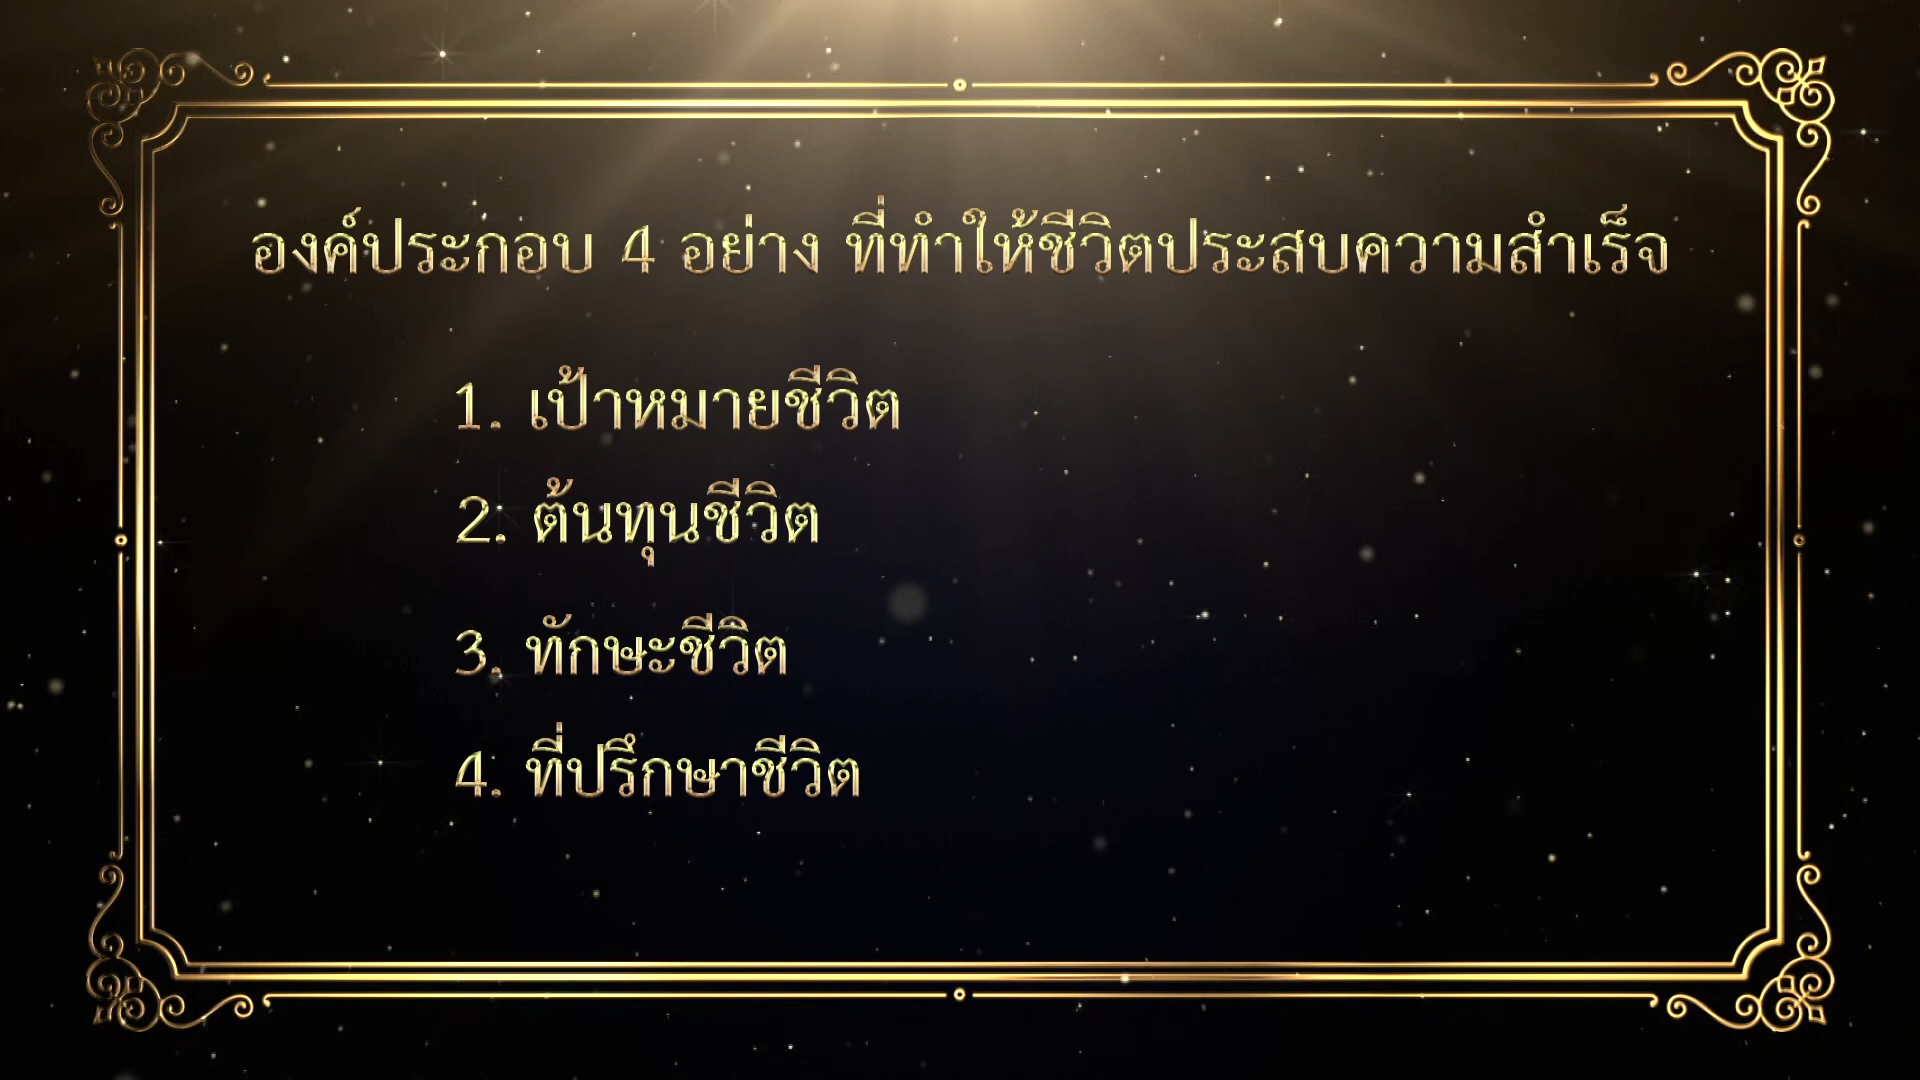 องค์ประกอบ 4 อย่าง ที่ทำให้ชีวิตประสบความสำเร็จ
1. เป้าหมายชีวิต
2. ต้นทุนชีวิต
3. ทักษะชีวิต
4. ที่ปรึกษาชีวิต